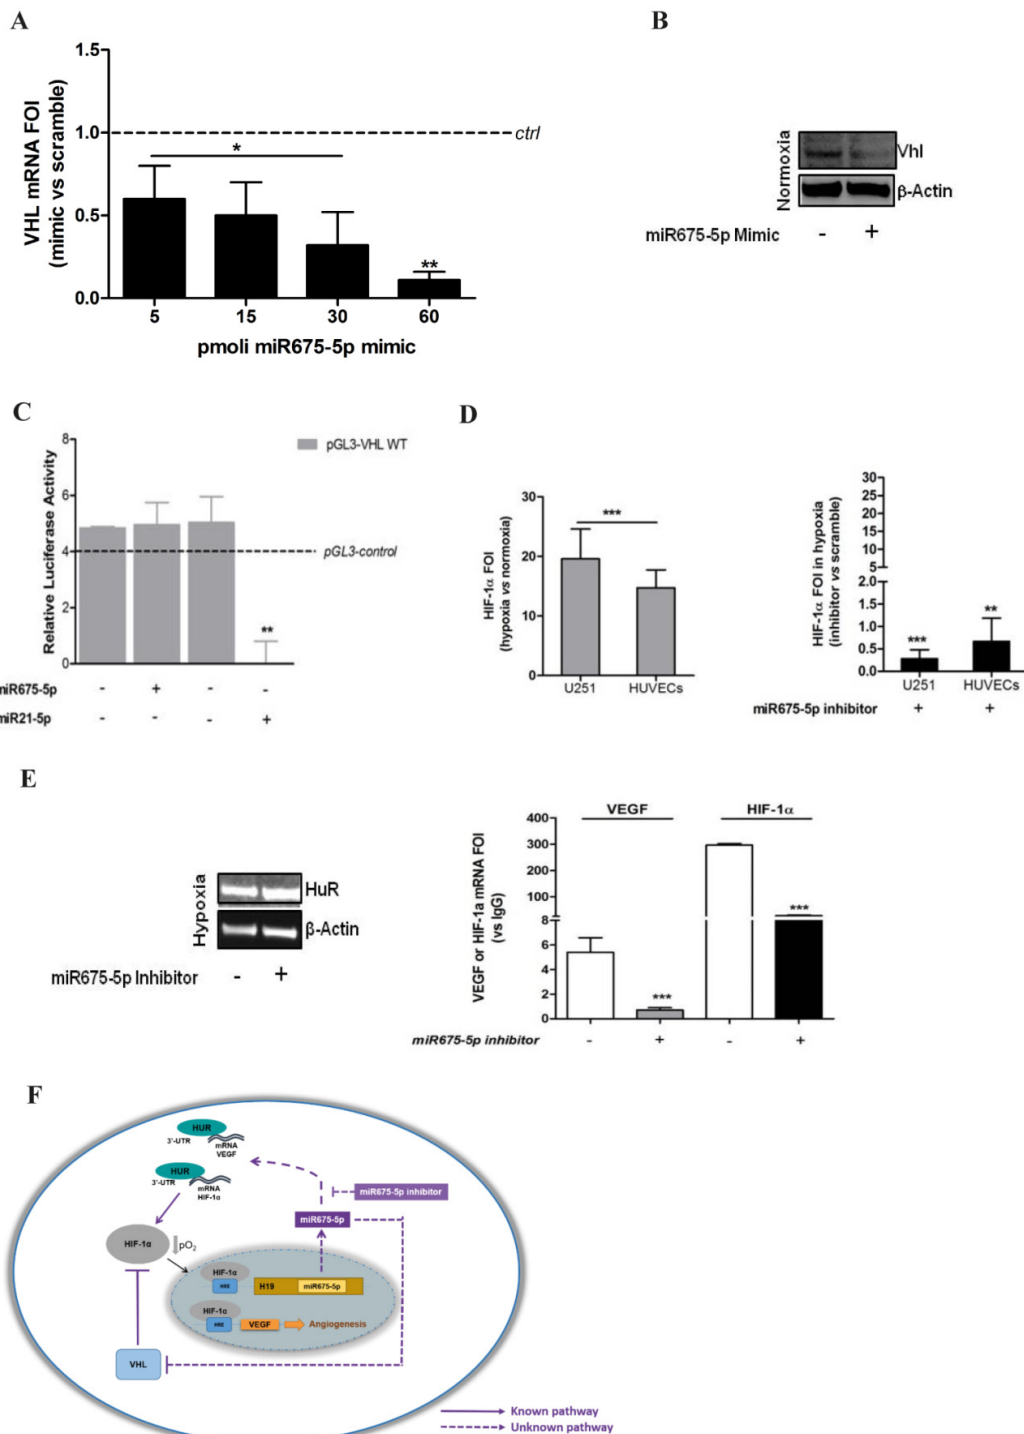 A
VHL mRNA FOI
(mimic vs scramble)
1.5
1.0
0.5
0.0
ctrl
*
**
5 15 30 60
pmoli miR675-5p mimic
B
Normoxia
Vhl
β-Actin
miR675-5p Mimic - +
C
Relative Luciferase Activity
8
6
4
2
0
pGL3-VHL WT
pGL3-control
**
miR675-5p - + - -
miR21-5p - - - +
D
HIF-1α FOI
(hypoxia vs normoxia)
30
20
10
0
***
U251 HUVECs
HIF-1α FOI in hypoxia
(inhibitor vs scramble)
30
25
20
15
10
5
2.0
1.5
1.0
0.5
0.0
***
**
U251 HUVECs
miR675-5p inhibitor + +
E
Hypoxia
HuR
β-Actin
miR675-5p Inhibitor - +
VEGF or HIF-1a mRNA FOI
(vs IgG)
400
300
200
100
8
6
4
2
0
VEGF HIF-1α
***
***
miR675-5p inhibitor - + - +
F
HUR
3'-UTR
mRNA
VEGF
HUR
3'-UTR
mRNA
HIF-1α
miR675-5p inhibitor
miR675-5p
HIF-1α
pO2
HIF-1α
HRE
H19
miR675-5p
HIF-1α
HRE
VEGF
Angiogenesis
VHL
Known pathway
Unknown pathway